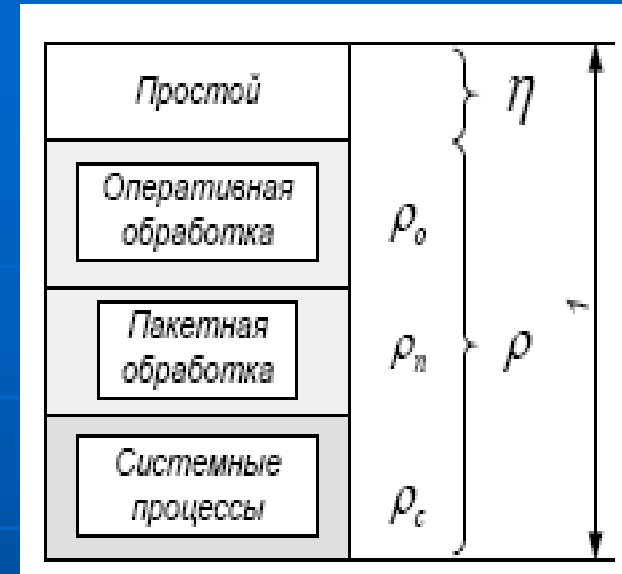 Простой
η
Оперативная
обработка
ρо
Пакетная
обработка
ρп
ρ
1
Системные
процессы
ρс